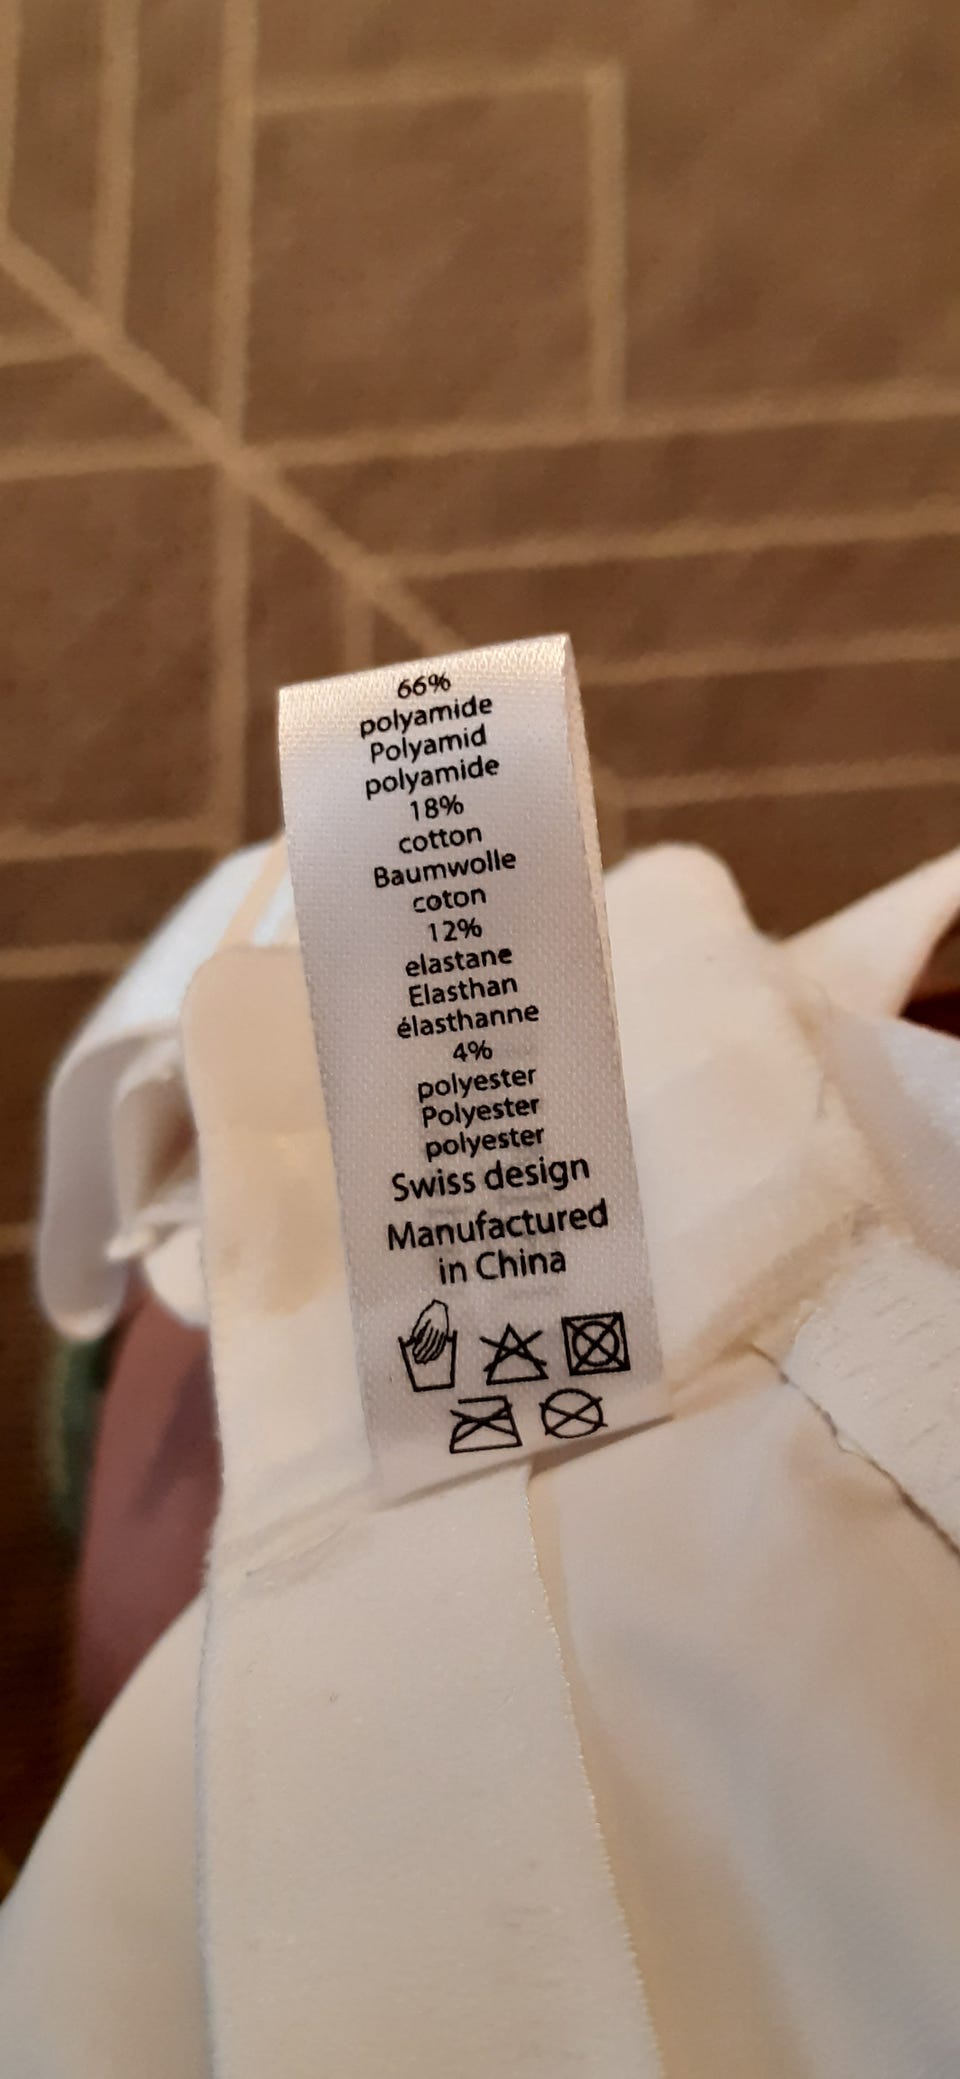 66%
polyamide
Polyamid
polyamide
18%
cotton
Baumwolle
coton
12%
elastane
Elasthan
élasthanne
4%
polyester
Polyester
polyester
Swiss design
Manufactured
in China